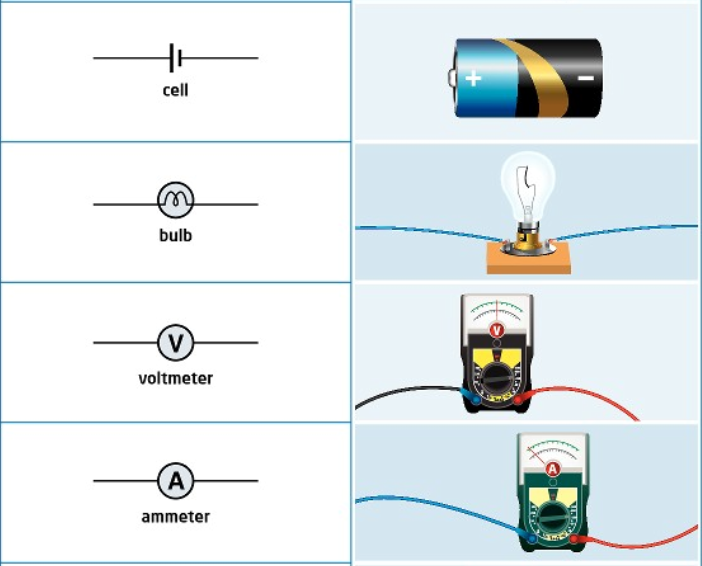 cell
+ −
bulb
V
voltmeter
V
A
ammeter
A